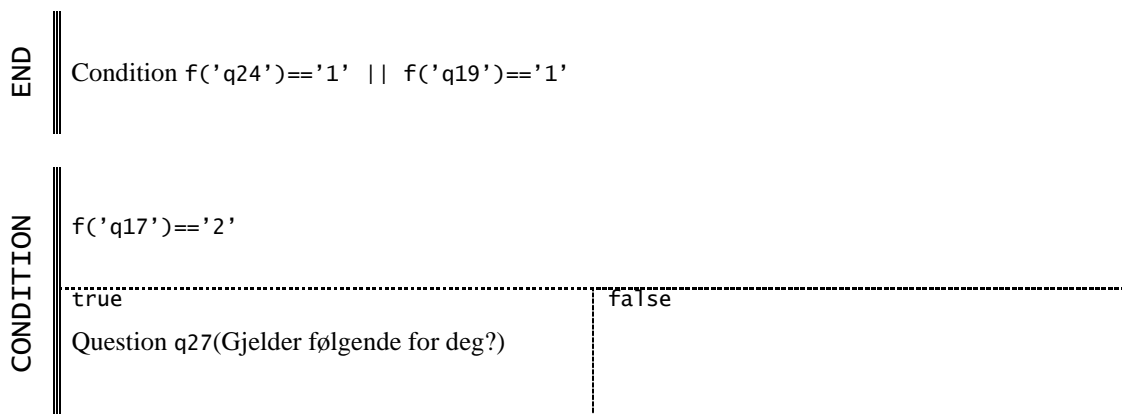 END
Condition f('q24')=='1' || f('q19')=='1'
CONDITION
f('q17')=='2'
true
false
Question q27(Gjelder følgende for deg?)